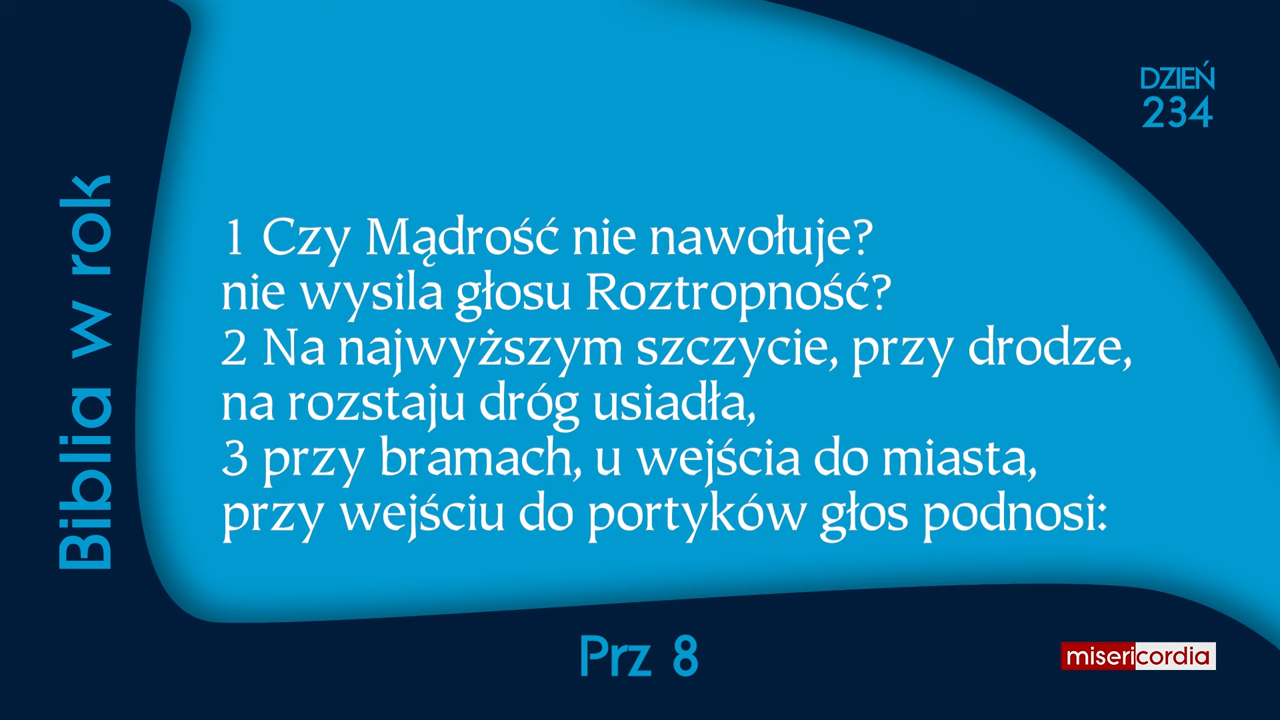 DZIEŃ
234
Biblia w rok
1 Czy Mądrość nie nawołuje?
nie wysila głosu Roztropność?
2 Na najwyższym szczycie, przy drodze,
na rozstaju dróg usiadła,
3 przy bramach, u wejścia do miasta,
przy wejściu do portyków głos podnosi:
Prz 8
misericordia